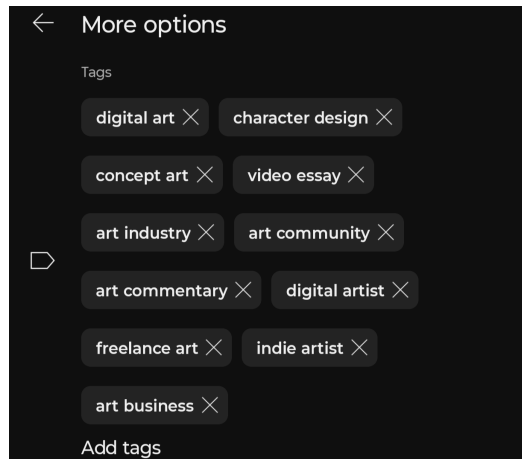 More options
Tags
digital art
character design
concept art
video essay
art industry
art community
art commentary
digital artist
freelance art
indie artist
art business
Add tags